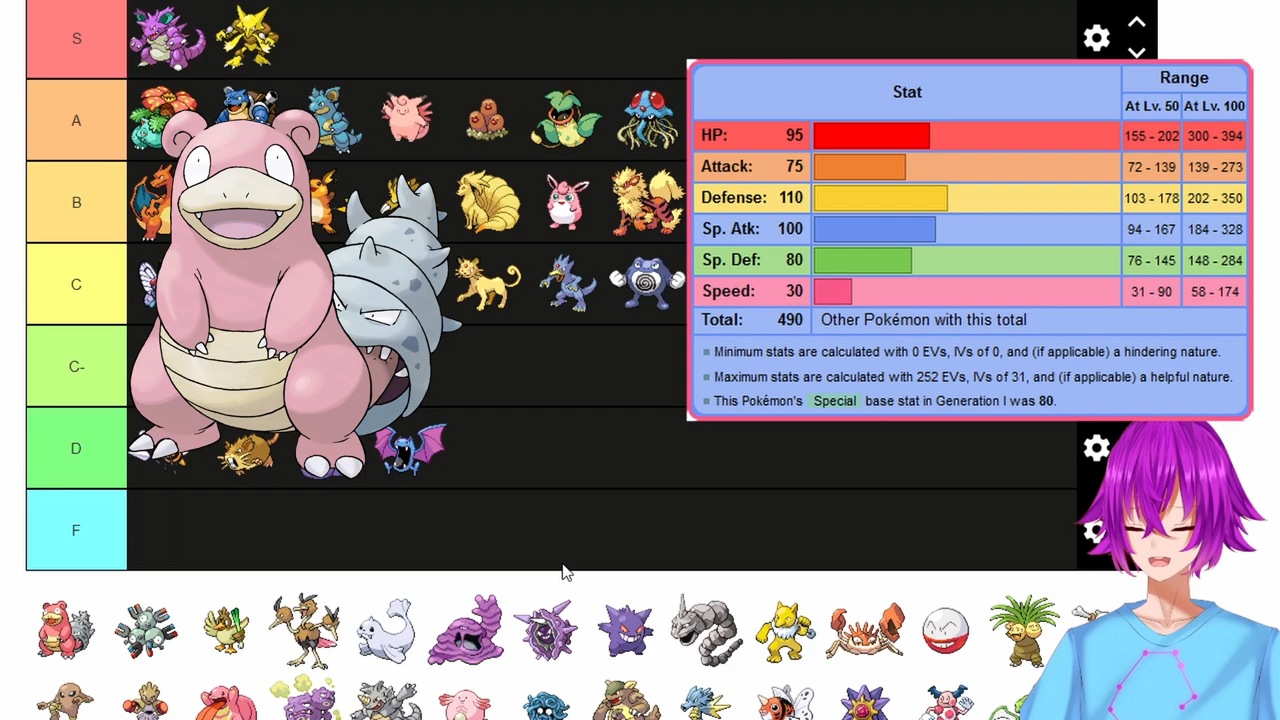 S
A
B
C
C-
D
F
Stat Range
At Lv. 50 At Lv. 100
HP: 95 155 - 202 300 - 394
Attack: 75 72 - 139 139 - 273
Defense: 110 103 - 178 202 - 350
Sp. Atk: 100 94 - 167 184 - 328
Sp. Def: 80 76 - 145 148 - 284
Speed: 30 31 - 90 58 - 174
Total: 490 Other Pokémon with this total
Minimum stats are calculated with 0 EVs, IVs of 0, and (if applicable) a hindering nature.
Maximum stats are calculated with 252 EVs, IVs of 31, and (if applicable) a helpful nature.
This Pokémon's Special base stat in Generation I was 80.